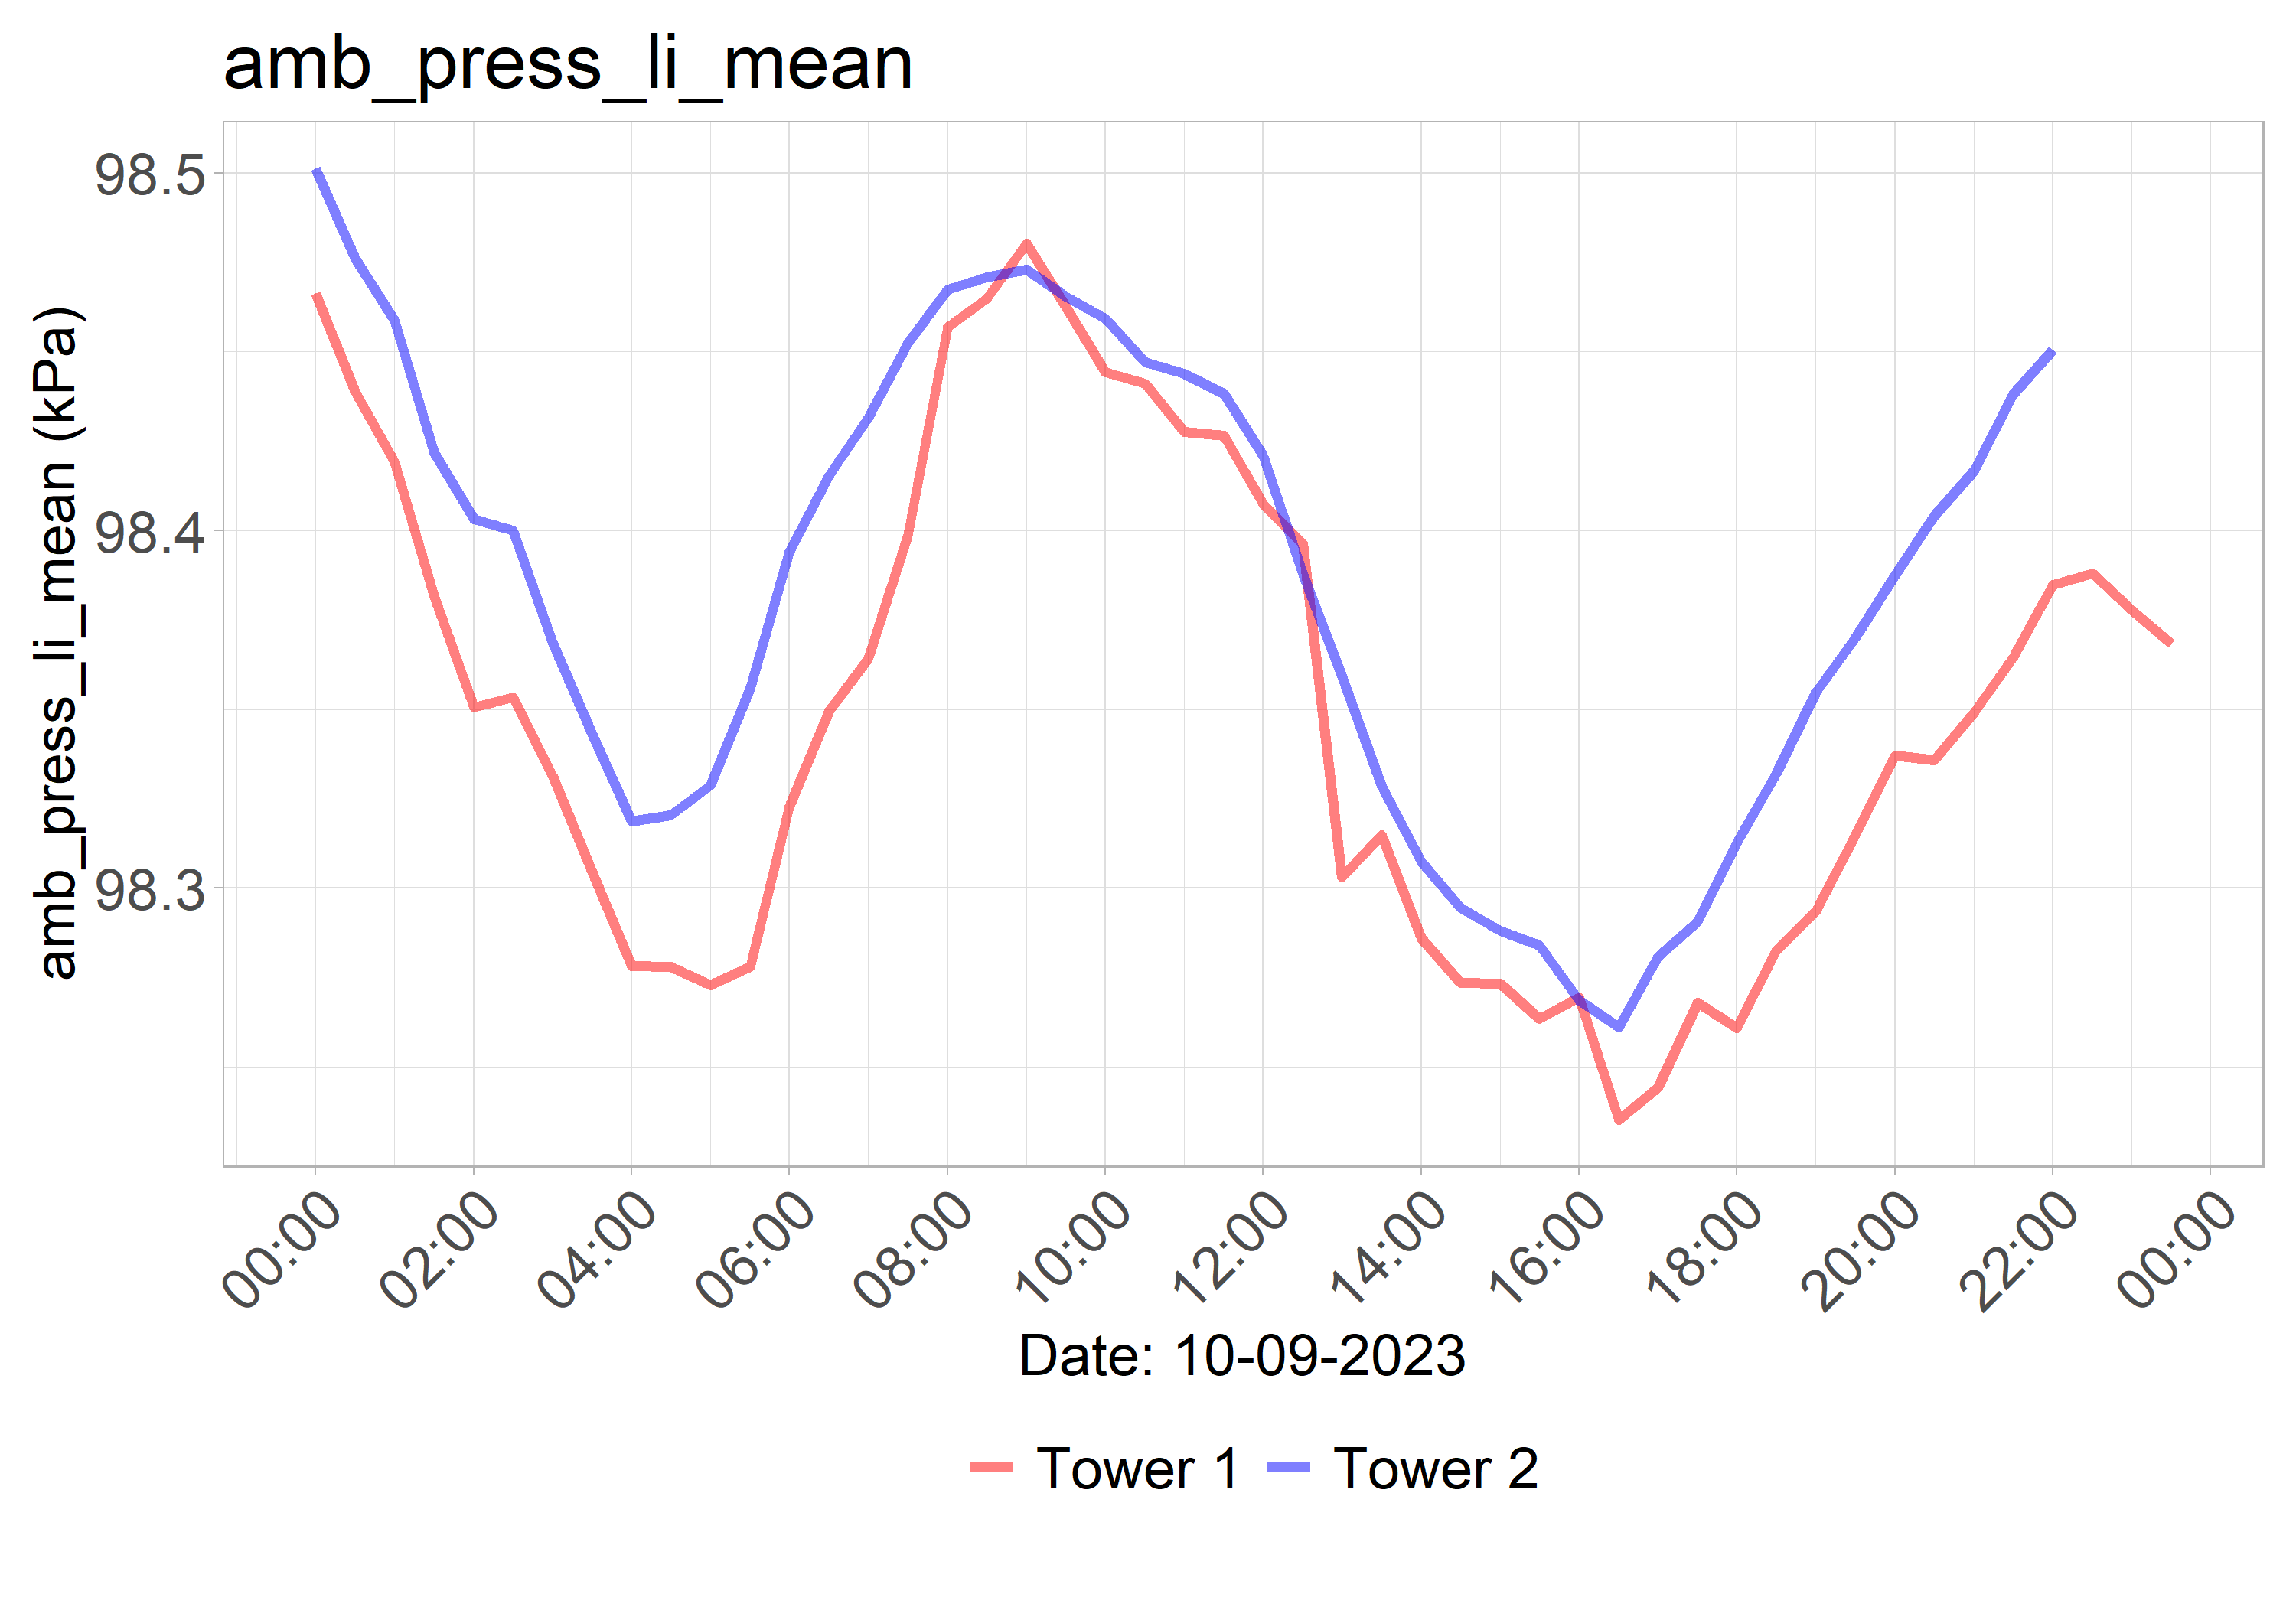 amb_press_li_mean
amb_press_li_mean (kPa)
98.5
98.4
98.3
00:00 02:00 04:00 06:00 08:00 10:00 12:00 14:00 16:00 18:00 20:00 22:00 00:00
Date: 10-09-2023
Tower 1 Tower 2